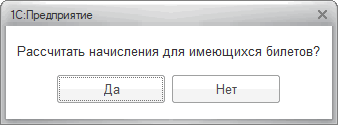 1С:Предприятие
Рассчитать начисления для имеющихся билетов?
Да
Нет